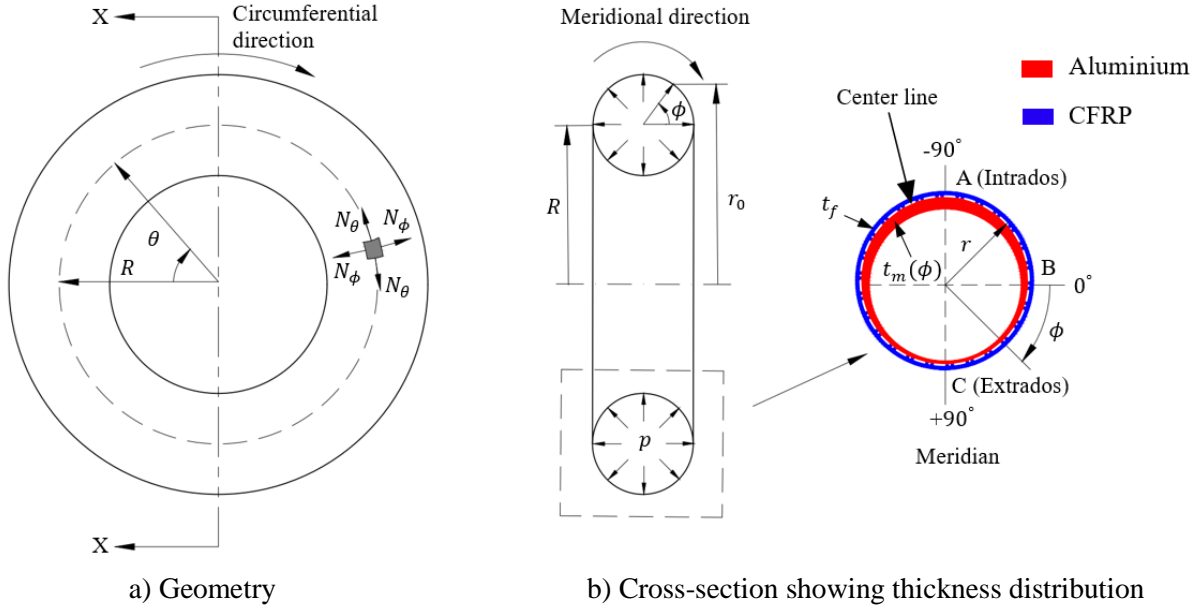 X
Circumferential
direction
N_θ
N_ϕ
N_ϕ
N_θ
θ
R
X
a) Geometry
Meridional direction
ϕ
R
r_0
p
Aluminium
CFRP
Center line
-90°
A (Intrados)
t_f
r
t_m(ϕ)
B
0°
ϕ
C (Extrados)
+90°
Meridian
b) Cross-section showing thickness distribution